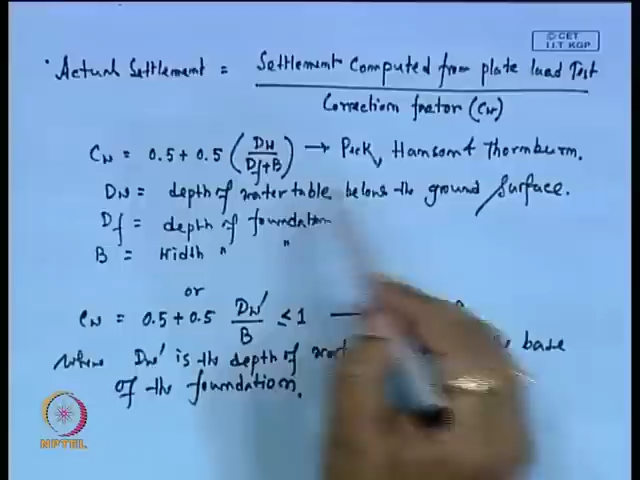 © CET
I.I.T. KGP
· Actual Settlement = Settlement Computed from plate load Test
Correction factor (CW)
CW = 0.5 + 0.5 (DW / Df + B) → Peck, Hanson & Thornburn.
DW = depth of water table below the ground surface.
Df = depth of foundation
B = width " "
or
CW = 0.5 + 0.5 DW' / B ≤ 1
where DW' is the depth of base
of the foundation.
NPTEL